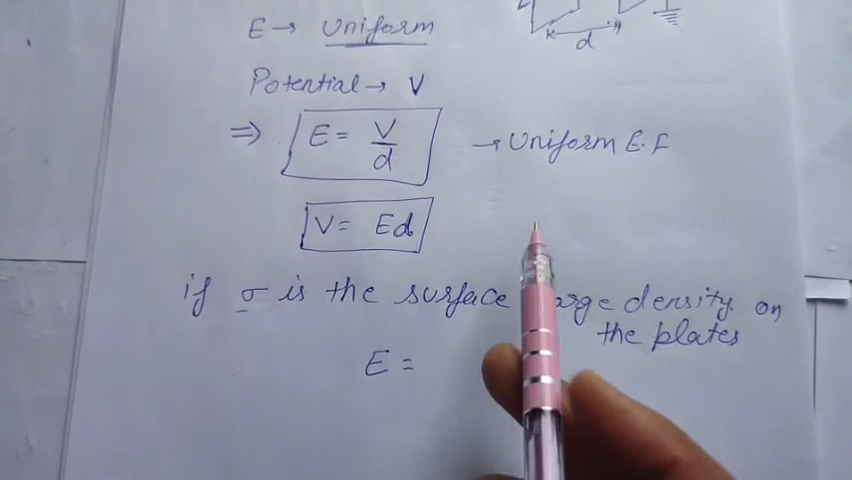 E → Uniform
d
Potential → V
⇒ E = V/d → Uniform E.F
V = Ed
if σ is the surface density on
the plates
E =